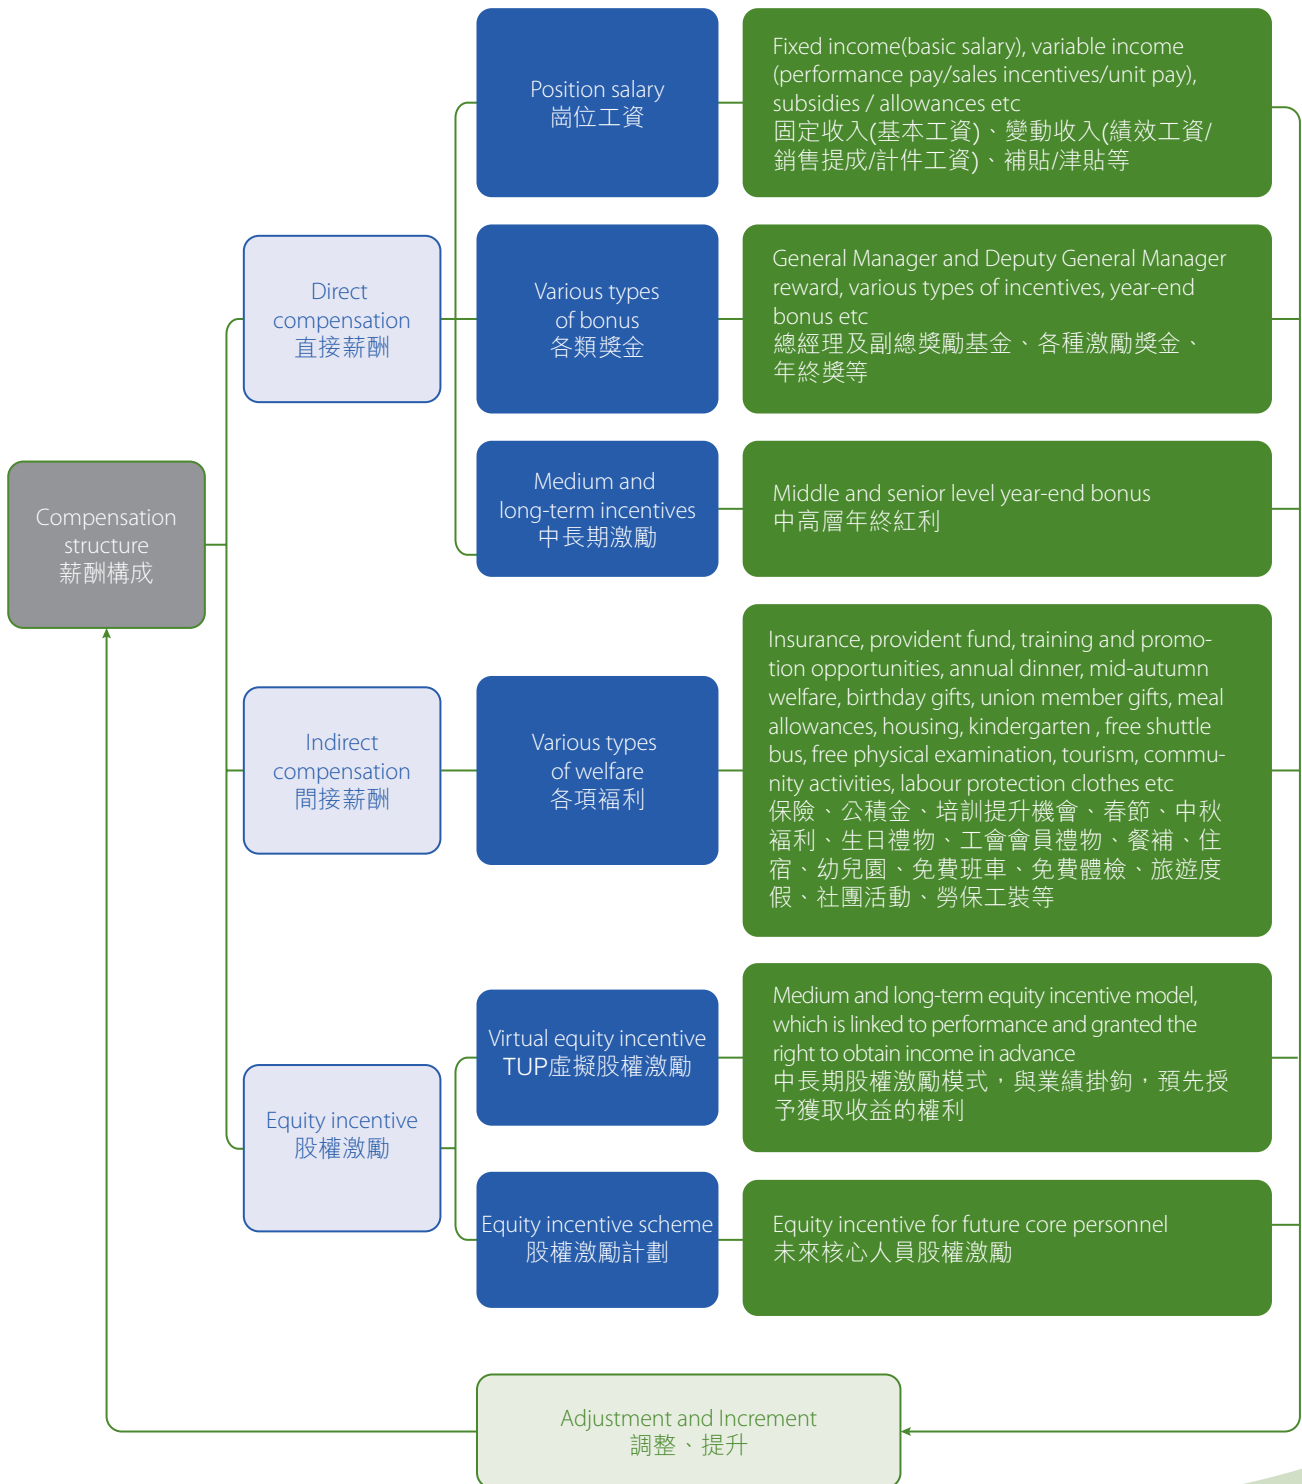 Compensation
structure
薪酬構成
Direct
compensation
直接薪酬
Position salary
崗位工資
Fixed income(basic salary), variable income
(performance pay/sales incentives/unit pay),
subsidies / allowances etc
固定收入(基本工資)、變動收入(績效工資/
銷售提成/計件工資)、補貼/津貼等
Various types
of bonus
各類獎金
General Manager and Deputy General Manager
reward, various types of incentives, year-end
bonus etc
總經理及副總獎勵基金、各種激勵獎金、
年終獎等
Medium and
long-term incentives
中長期激勵
Middle and senior level year-end bonus
中高層年終紅利
Indirect
compensation
間接薪酬
Various types
of welfare
各項福利
Insurance, provident fund, training and promo-
tion opportunities, annual dinner, mid-autumn
welfare, birthday gifts, union member gifts, meal
allowances, housing, kindergarten , free shuttle
bus, free physical examination, tourism, commu-
nity activities, labour protection clothes etc
保險、公積金、培訓提升機會、春節、中秋
福利、生日禮物、工會會員禮物、餐補、住
宿、幼兒園、免費班車、免費體檢、旅遊度
假、社團活動、勞保工裝等
Equity incentive
股權激勵
Virtual equity incentive
TUP虛擬股權激勵
Medium and long-term equity incentive model,
which is linked to performance and granted the
right to obtain income in advance
中長期股權激勵模式，與業績掛鉤，預先授
予獲取收益的權利
Equity incentive scheme
股權激勵計劃
Equity incentive for future core personnel
未來核心人員股權激勵
Adjustment and Increment
調整、提升